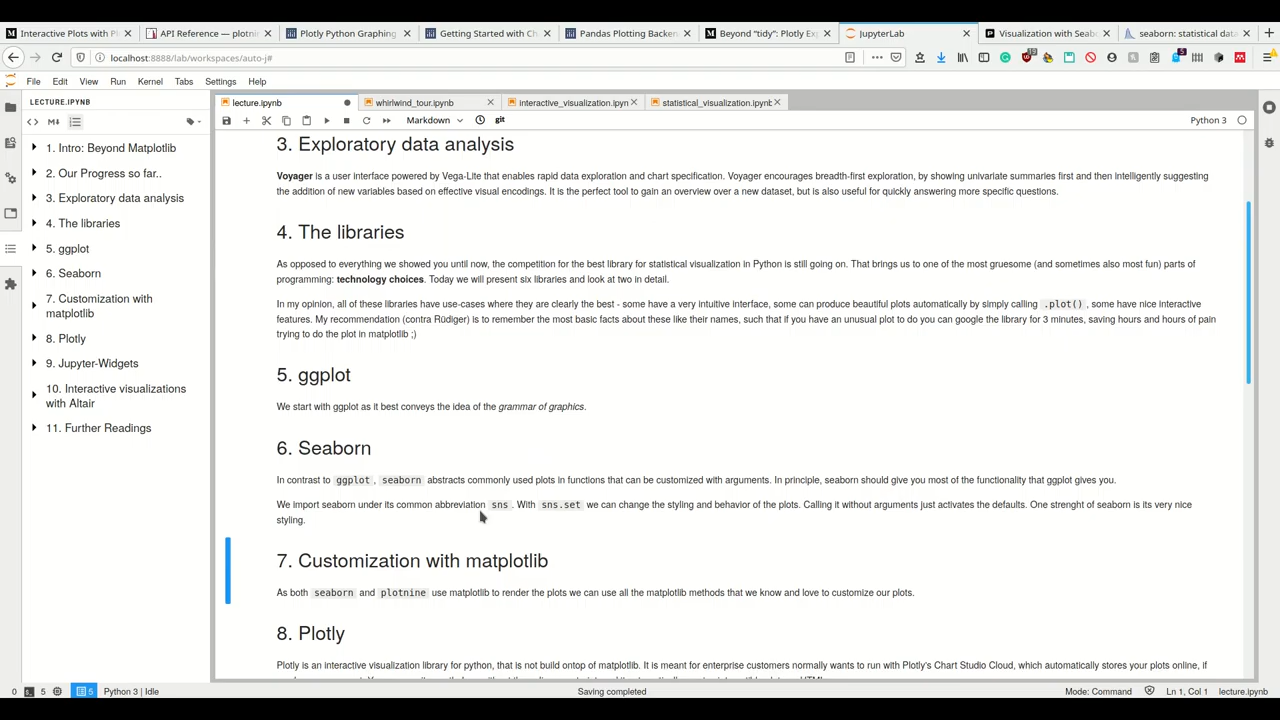 Interactive Plots with Pl
API Reference — plotnin
Plotly Python Graphing
Getting Started with Ch
Pandas Plotting Backen
Beyond "tidy": Plotly Exp
JupyterLab
Visualization with Seab
seaborn: statistical data
localhost:8888/lab/workspaces/auto-j#
File Edit View Run Kernel Tabs Settings Help
LECTURE.IPYNB
lecture.ipynb
whirlwind_tour.ipynb
interactive_visualization.ipyn
statistical_visualization.ipynb
Markdown
git
Python 3
1. Intro: Beyond Matplotlib
2. Our Progress so far..
3. Exploratory data analysis
4. The libraries
5. ggplot
6. Seaborn
7. Customization with
matplotlib
8. Plotly
9. Jupyter-Widgets
10. Interactive visualizations
with Altair
11. Further Readings
3. Exploratory data analysis
Voyager is a user interface powered by Vega-Lite that enables rapid data exploration and chart specification. Voyager encourages breadth-first exploration, by showing univariate summaries first and then intelligently suggesting
the addition of new variables based on effective visual encodings. It is the perfect tool to gain an overview over a new dataset, but is also useful for quickly answering more specific questions.
4. The libraries
As opposed to everything we showed you until now, the competition for the best library for statistical visualization in Python is still going on. That brings us to one of the most gruesome (and sometimes also most fun) parts of
programming: technology choices. Today we will present six libraries and look at two in detail.
In my opinion, all of these libraries have use-cases where they are clearly the best - some have a very intuitive interface, some can produce beautiful plots automatically by simply calling .plot() , some have nice interactive
features. My recommendation (contra Rüdiger) is to remember the most basic facts about these like their names, such that if you have an unusual plot to do you can google the library for 3 minutes, saving hours and hours of pain
trying to do the plot in matplotlib ;)
5. ggplot
We start with ggplot as it best conveys the idea of the grammar of graphics.
6. Seaborn
In contrast to ggplot , seaborn abstracts commonly used plots in functions that can be customized with arguments. In principle, seaborn should give you most of the functionality that ggplot gives you.
We import seaborn under its common abbreviation sns . With sns.set we can change the styling and behavior of the plots. Calling it without arguments just activates the defaults. One strenght of seaborn is its very nice
styling.
7. Customization with matplotlib
As both seaborn and plotnine use matplotlib to render the plots we can use all the matplotlib methods that we know and love to customize our plots.
8. Plotly
Plotly is an interactive visualization library for python, that is not build ontop of matplotlib. It is meant for enterprise customers normally wants to run with Plotly's Chart Studio Cloud, which automatically stores your plots online, if
0 5 5 Python 3 | Idle
Saving completed
Mode: Command
Ln 1, Col 1
lecture.ipynb